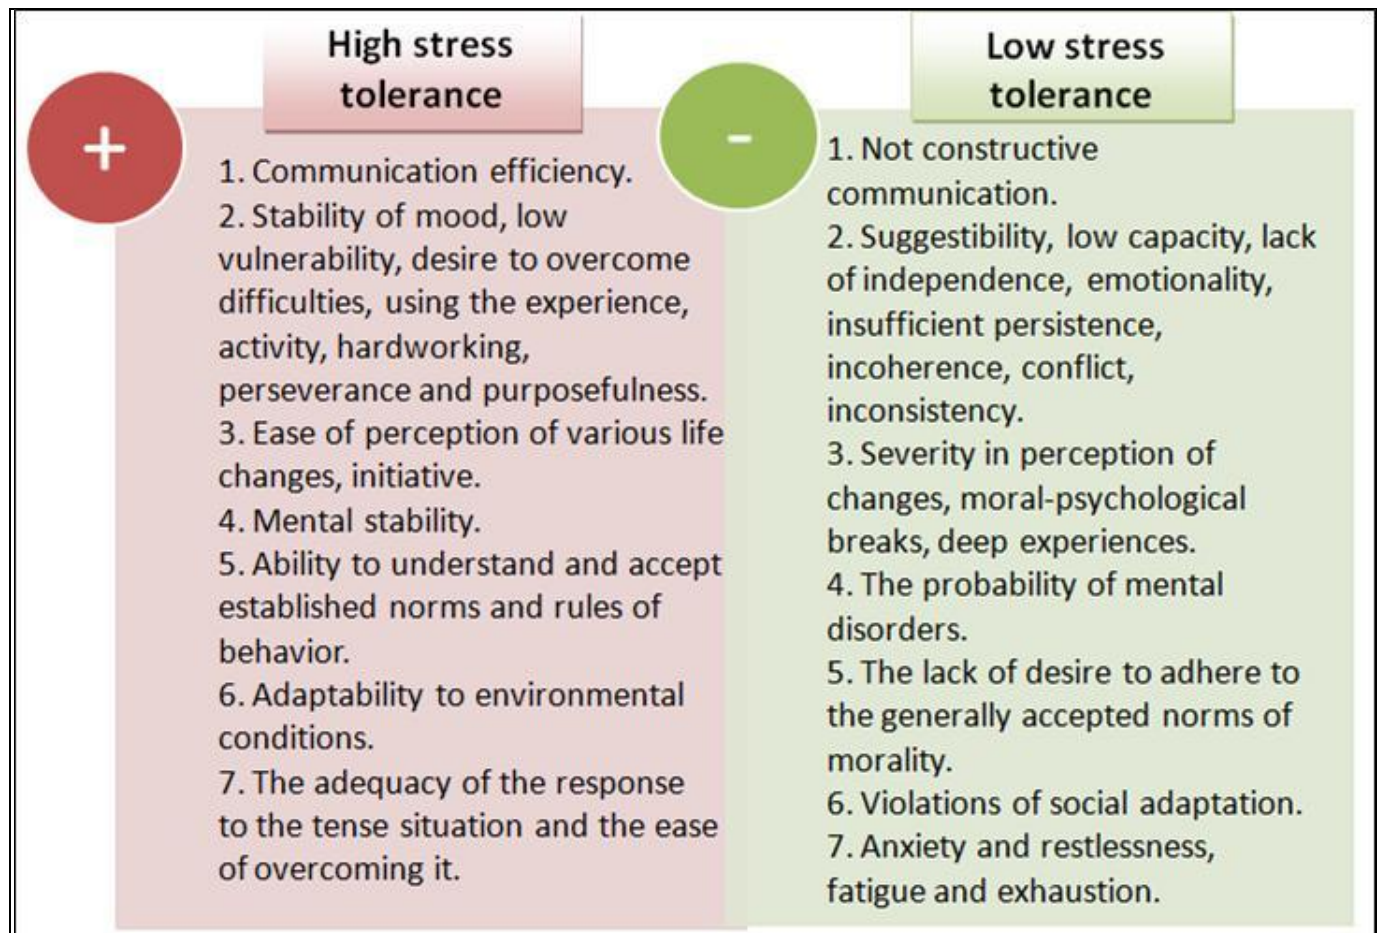 High stress
tolerance
+
1. Communication efficiency.
2. Stability of mood, low
vulnerability, desire to overcome
difficulties, using the experience,
activity, hardworking,
perseverance and purposefulness.
3. Ease of perception of various life
changes, initiative.
4. Mental stability.
5. Ability to understand and accept
established norms and rules of
behavior.
6. Adaptability to environmental
conditions.
7. The adequacy of the response
to the tense situation and the ease
of overcoming it.
Low stress
tolerance
-
1. Not constructive
communication.
2. Suggestibility, low capacity, lack
of independence, emotionality,
insufficient persistence,
incoherence, conflict,
inconsistency.
3. Severity in perception of
changes, moral-psychological
breaks, deep experiences.
4. The probability of mental
disorders.
5. The lack of desire to adhere to
the generally accepted norms of
morality.
6. Violations of social adaptation.
7. Anxiety and restlessness,
fatigue and exhaustion.